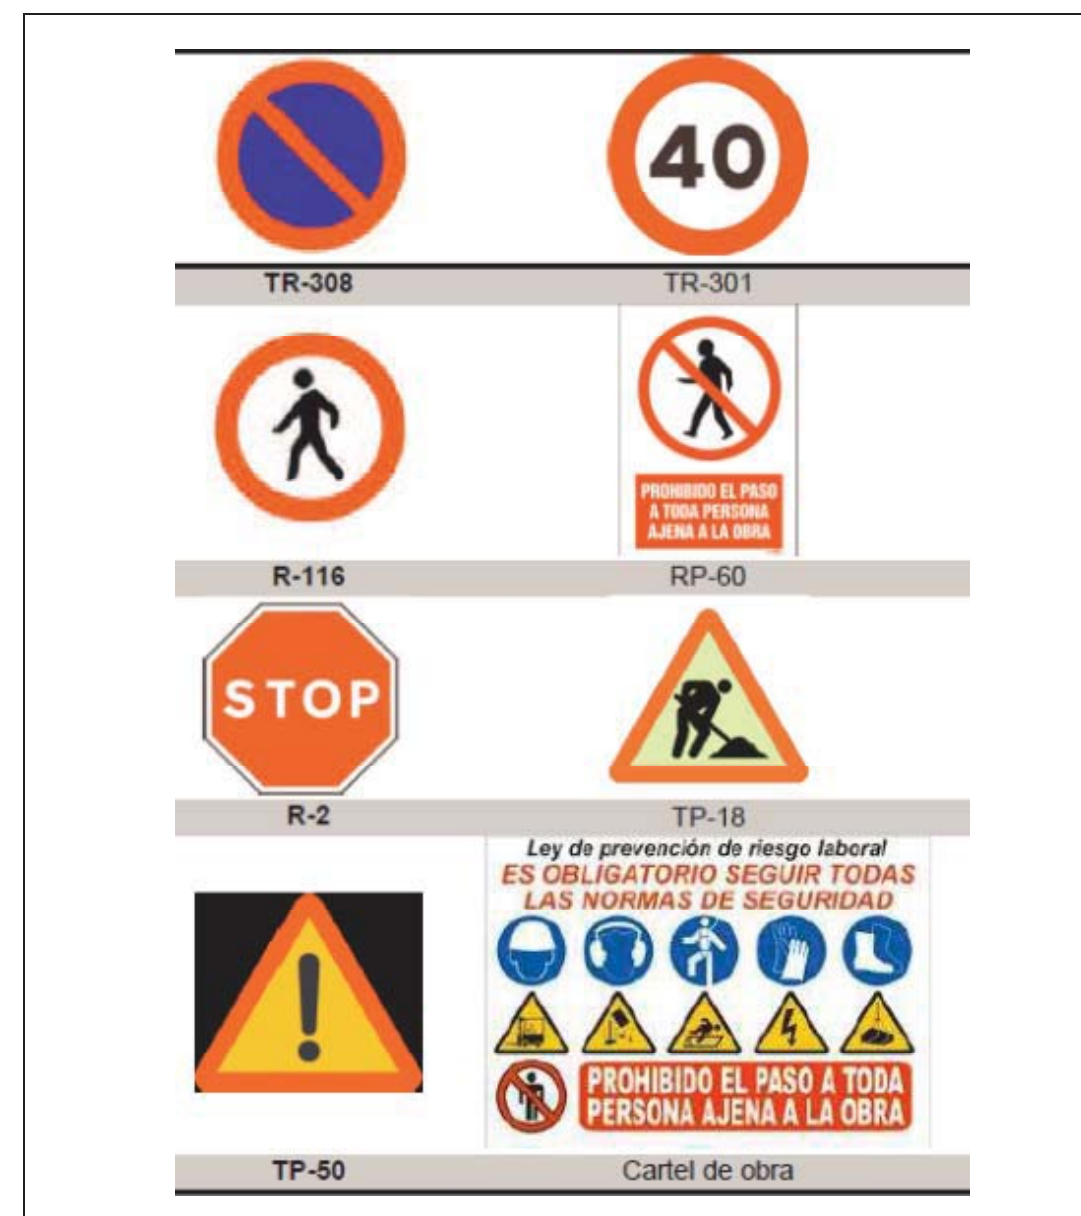 40
TR-308 TR-301
PROHIBIDO EL PASO
A TODA PERSONA
AJENA A LA OBRA
R-116 RP-60
STOP
R-2 TP-18
Ley de prevención de riesgo laboral
ES OBLIGATORIO SEGUIR TODAS
LAS NORMAS DE SEGURIDAD
!
PROHIBIDO EL PASO A TODA
PERSONA AJENA A LA OBRA
TP-50 Cartel de obra